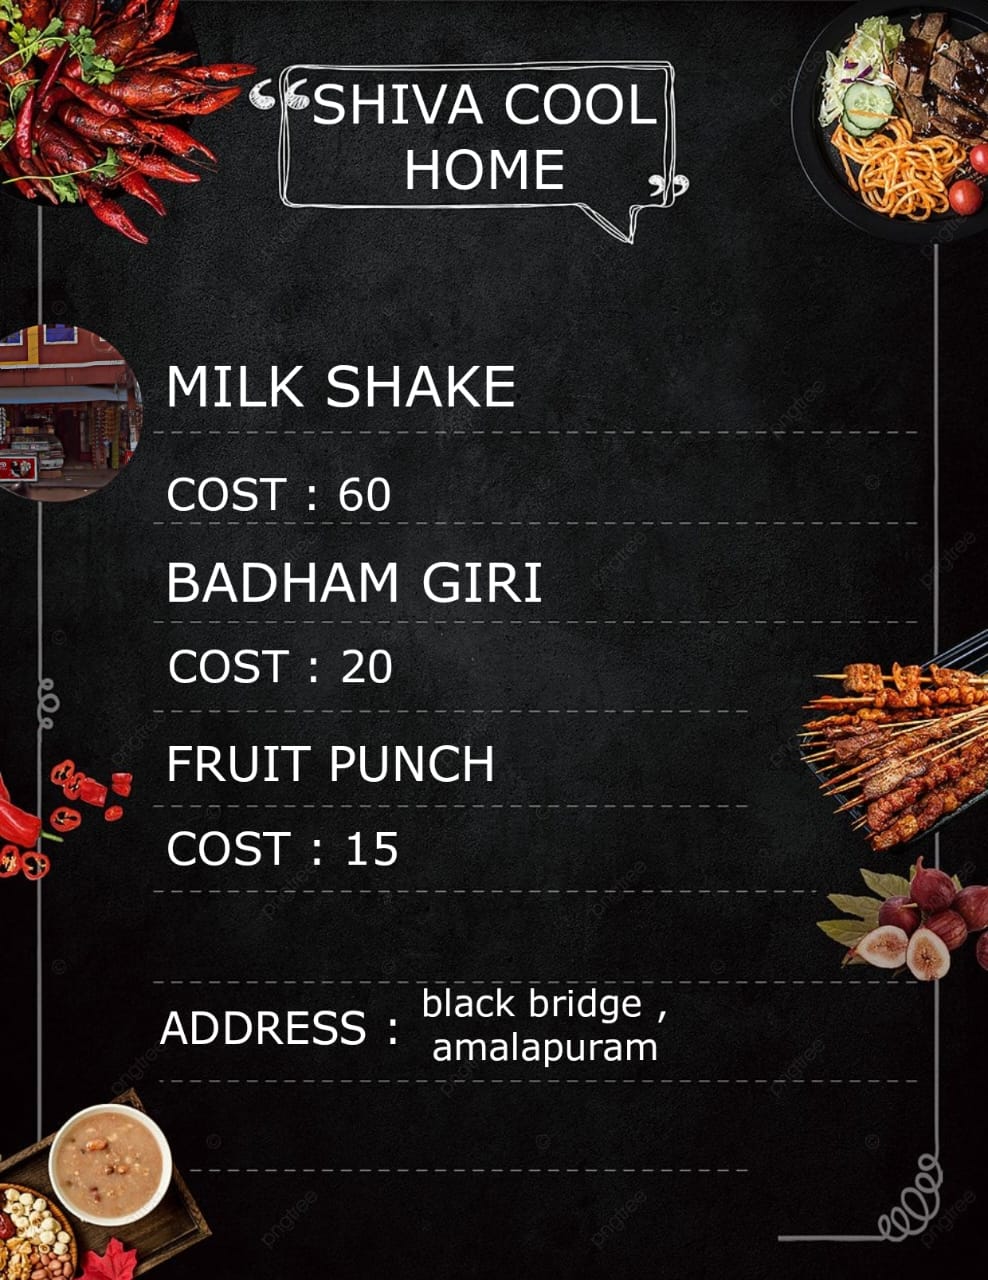 SHIVA COOL
HOME
MILK SHAKE
COST : 60
BADHAM GIRI
COST : 20
FRUIT PUNCH
COST : 15
ADDRESS :
black bridge ,
amalapuram
pngtree